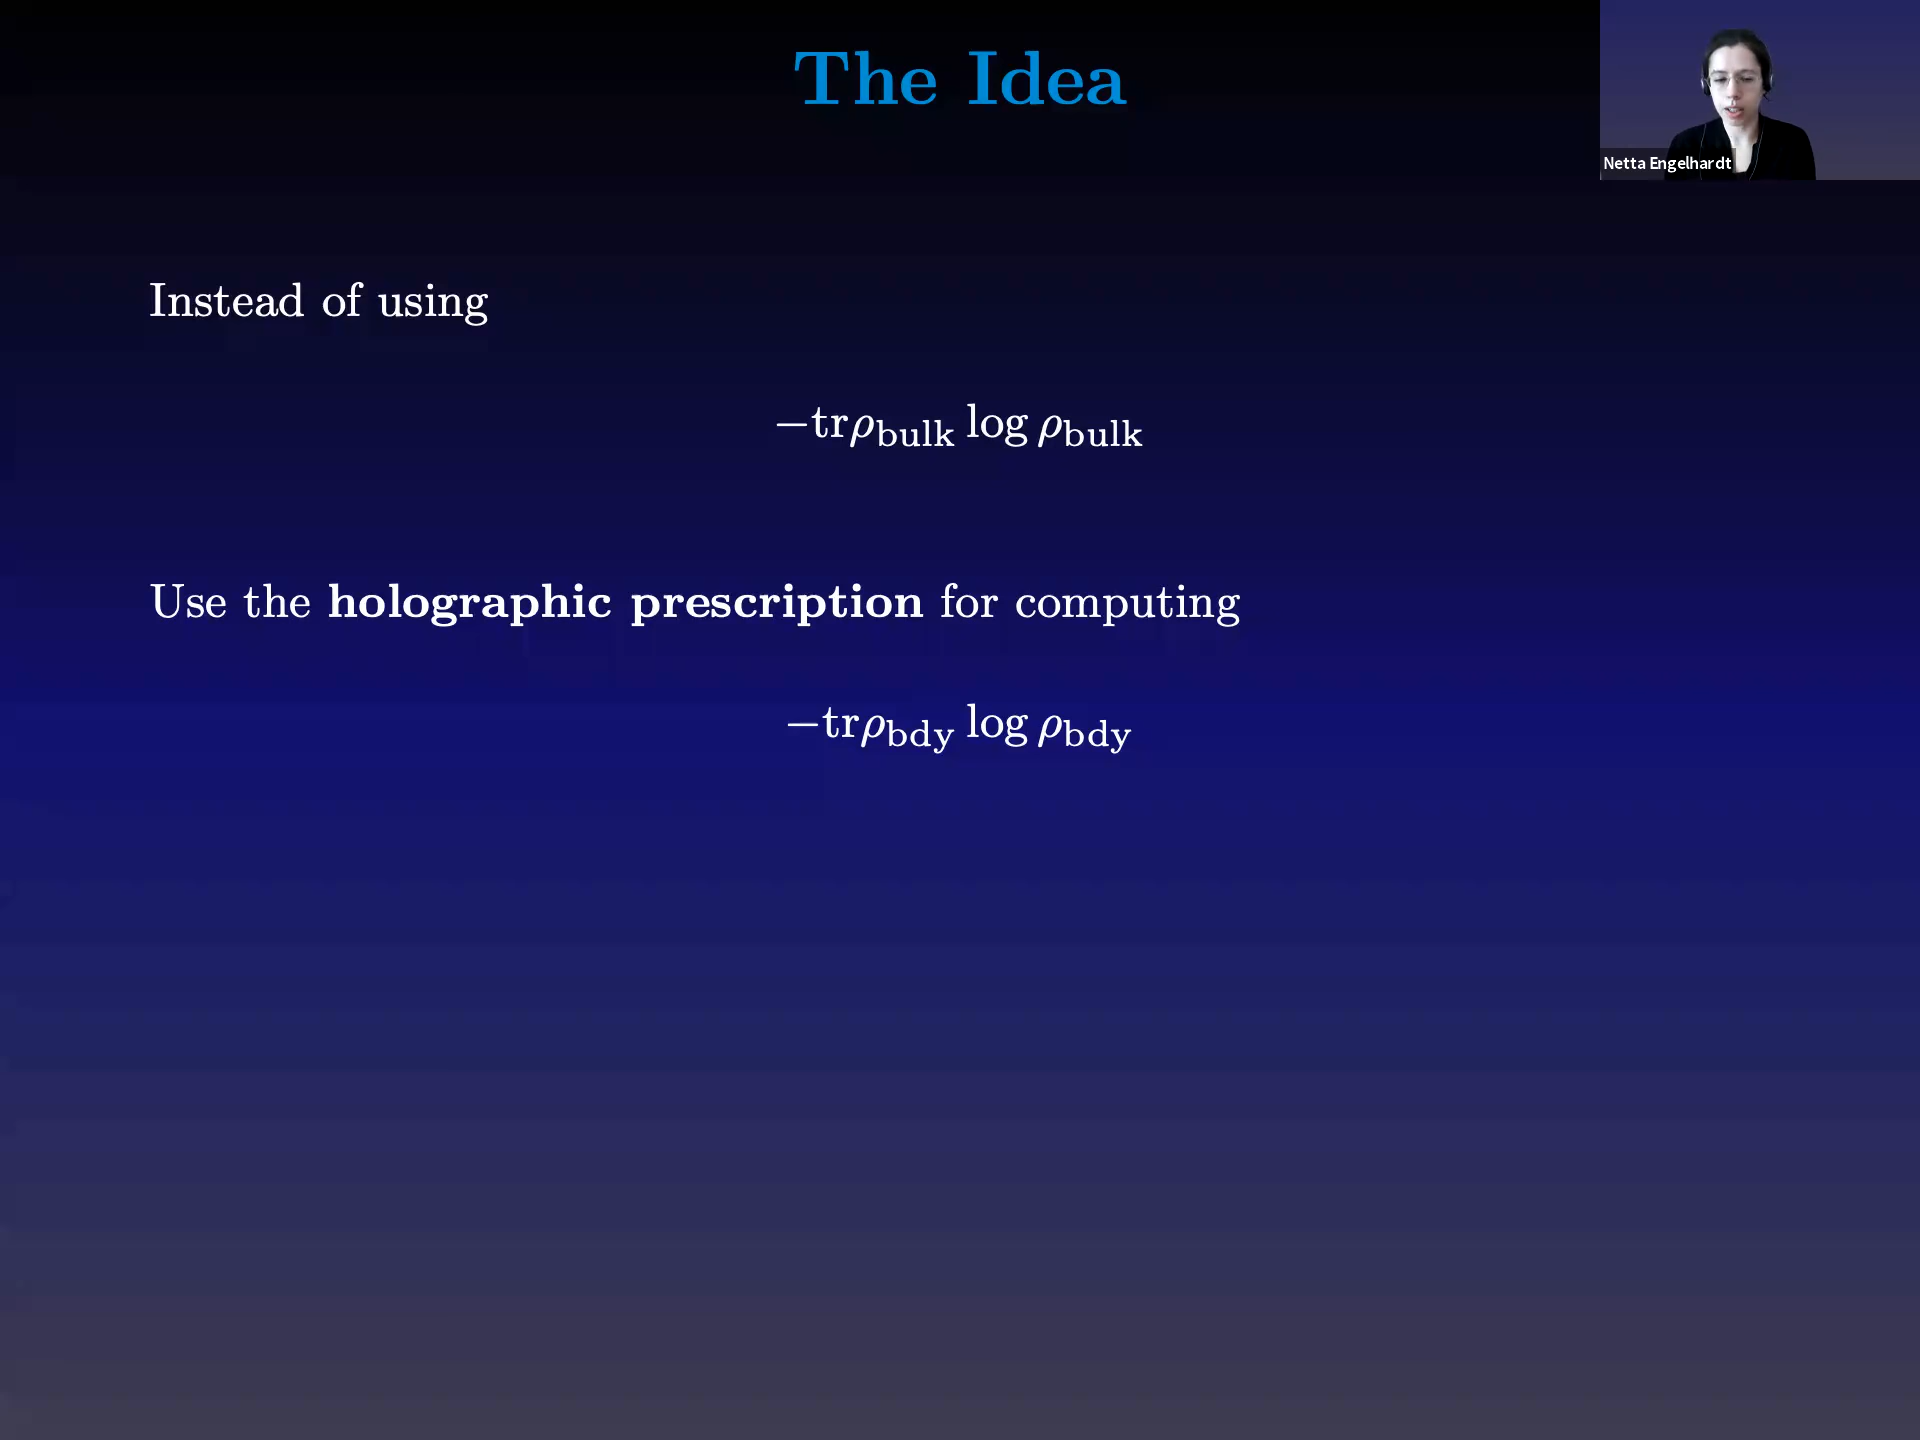 The Idea
Netta Engelhardt
Instead of using
−trρ_bulk log ρ_bulk
Use the holographic prescription for computing
−trρ_bdy log ρ_bdy